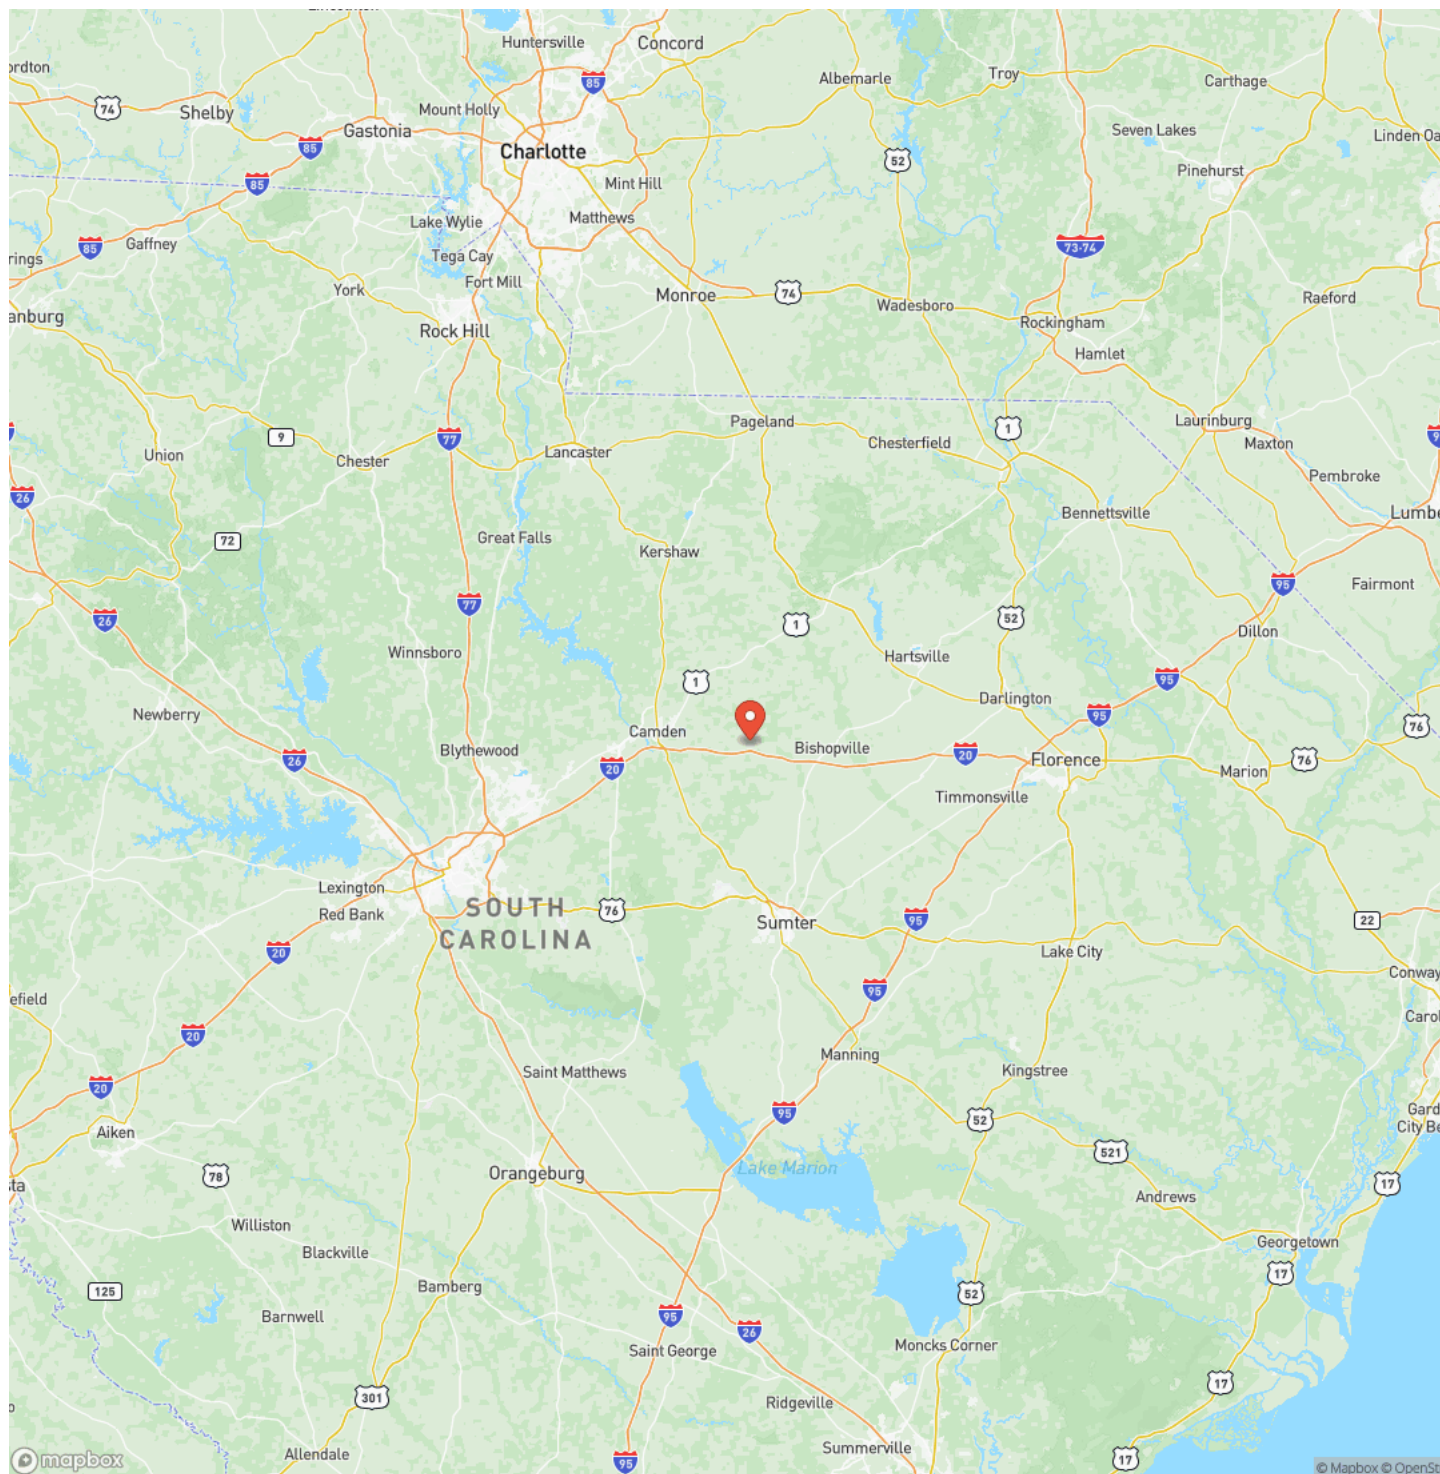 Huntersville
Concord
Albemarle
Troy
Carthage
ordton
74
Shelby
85
Mount Holly
Gastonia
85
Charlotte
52
Seven Lakes
Linden Oa
Pinehurst
85
Mint Hill
Matthews
Lake Wylie
Gaffney
85
73-74
rings
Tega Cay
Fort Mill
York
Monroe
74
Wadesboro
Raeford
anburg
Rock Hill
Rockingham
Hamlet
Pageland
Laurinburg
1
9
77
Chesterfield
Maxton
9
Union
Chester
Lancaster
Pembroke
26
Bennettsville
Lumbe
72
Great Falls
Kershaw
95
Fairmont
77
26
1
52
Dillon
Winnsboro
Hartsville
1
95
Darlington
Newberry
95
76
Camden
Blythewood
Bishopville
26
20
20
Florence
76
Marion
Timmonsville
Lexington
Red Bank
76
SOUTH
CAROLINA
Sumter
95
22
20
Lake City
Conway
efield
95
Carol
20
Manning
Saint Matthews
Kingstree
20
95
52
Gard
City Be
Aiken
521
Lake Marion
Orangeburg
78
sta
17
Andrews
Williston
Blackville
Georgetown
17
125
Bamberg
52
Barnwell
95
26
Saint George
Moncks Corner
17
301
Ridgeville
Allendale
Summerville
95
17
mapbox
© Mapbox © OpenSt